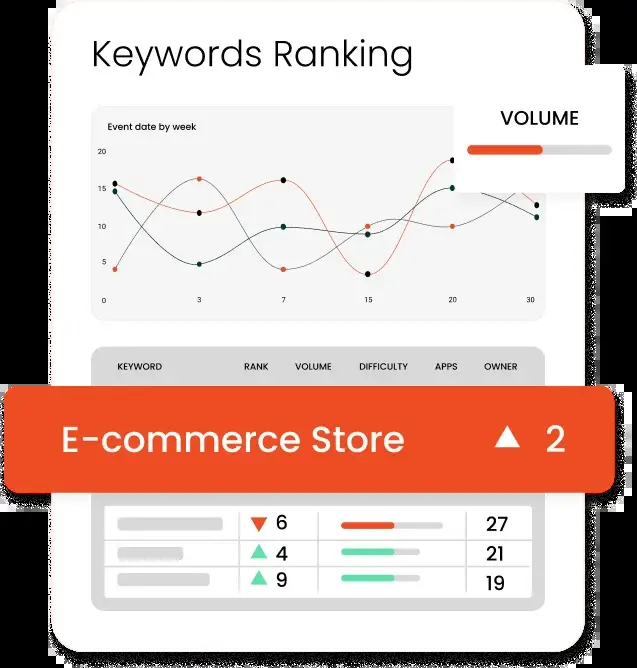 Keywords Ranking
VOLUME
Event date by week
20
15
10
5
0 3 7 15 20 30
KEYWORD RANK VOLUME DIFFICULTY APPS OWNER
E-commerce Store 2
6 27
4 21
9 19